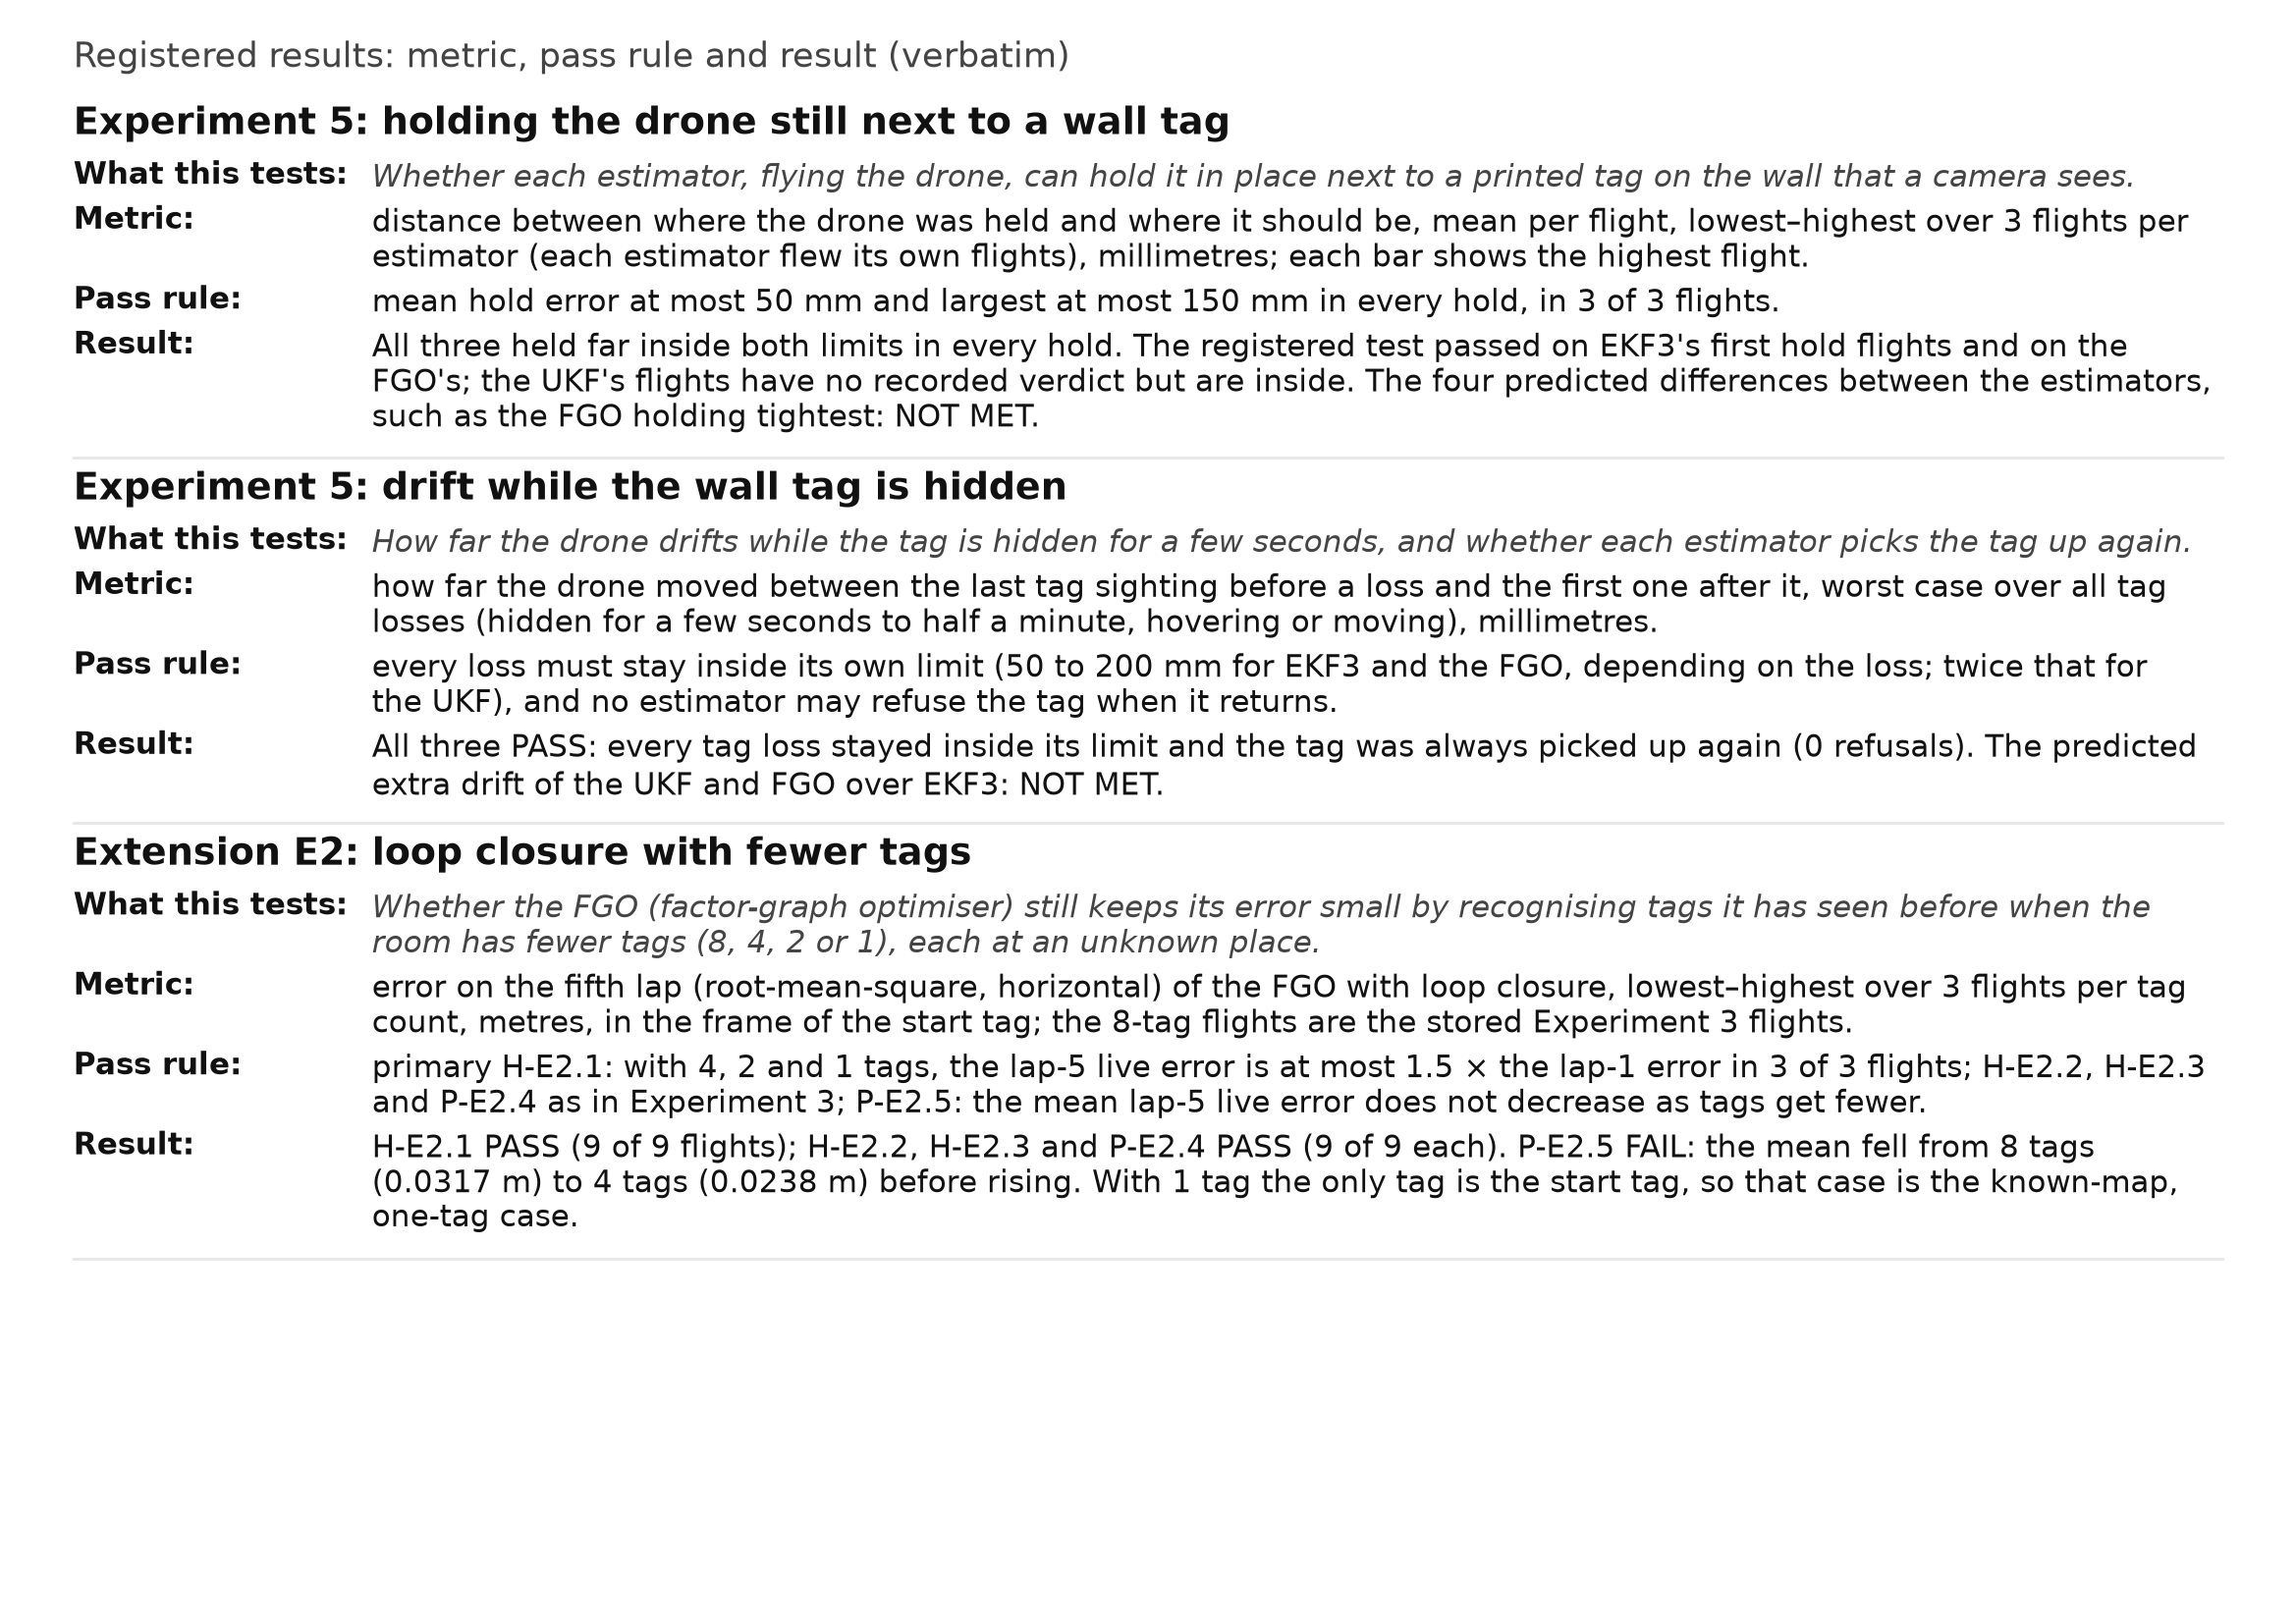 Registered results: metric, pass rule and result (verbatim)
Experiment 5: holding the drone still next to a wall tag
What this tests: Whether each estimator, flying the drone, can hold it in place next to a printed tag on the wall that a camera sees.
Metric: distance between where the drone was held and where it should be, mean per flight, lowest–highest over 3 flights per
estimator (each estimator flew its own flights), millimetres; each bar shows the highest flight.
Pass rule: mean hold error at most 50 mm and largest at most 150 mm in every hold, in 3 of 3 flights.
Result: All three held far inside both limits in every hold. The registered test passed on EKF3's first hold flights and on the
FGO's; the UKF's flights have no recorded verdict but are inside. The four predicted differences between the estimators,
such as the FGO holding tightest: NOT MET.
Experiment 5: drift while the wall tag is hidden
What this tests: How far the drone drifts while the tag is hidden for a few seconds, and whether each estimator picks the tag up again.
Metric: how far the drone moved between the last tag sighting before a loss and the first one after it, worst case over all tag
losses (hidden for a few seconds to half a minute, hovering or moving), millimetres.
Pass rule: every loss must stay inside its own limit (50 to 200 mm for EKF3 and the FGO, depending on the loss; twice that for
the UKF), and no estimator may refuse the tag when it returns.
Result: All three PASS: every tag loss stayed inside its limit and the tag was always picked up again (0 refusals). The predicted
extra drift of the UKF and FGO over EKF3: NOT MET.
Extension E2: loop closure with fewer tags
What this tests: Whether the FGO (factor-graph optimiser) still keeps its error small by recognising tags it has seen before when the
room has fewer tags (8, 4, 2 or 1), each at an unknown place.
Metric: error on the fifth lap (root-mean-square, horizontal) of the FGO with loop closure, lowest–highest over 3 flights per tag
count, metres, in the frame of the start tag; the 8-tag flights are the stored Experiment 3 flights.
Pass rule: primary H-E2.1: with 4, 2 and 1 tags, the lap-5 live error is at most 1.5 × the lap-1 error in 3 of 3 flights; H-E2.2, H-E2.3
and P-E2.4 as in Experiment 3; P-E2.5: the mean lap-5 live error does not decrease as tags get fewer.
Result: H-E2.1 PASS (9 of 9 flights); H-E2.2, H-E2.3 and P-E2.4 PASS (9 of 9 each). P-E2.5 FAIL: the mean fell from 8 tags
(0.0317 m) to 4 tags (0.0238 m) before rising. With 1 tag the only tag is the start tag, so that case is the known-map,
one-tag case.